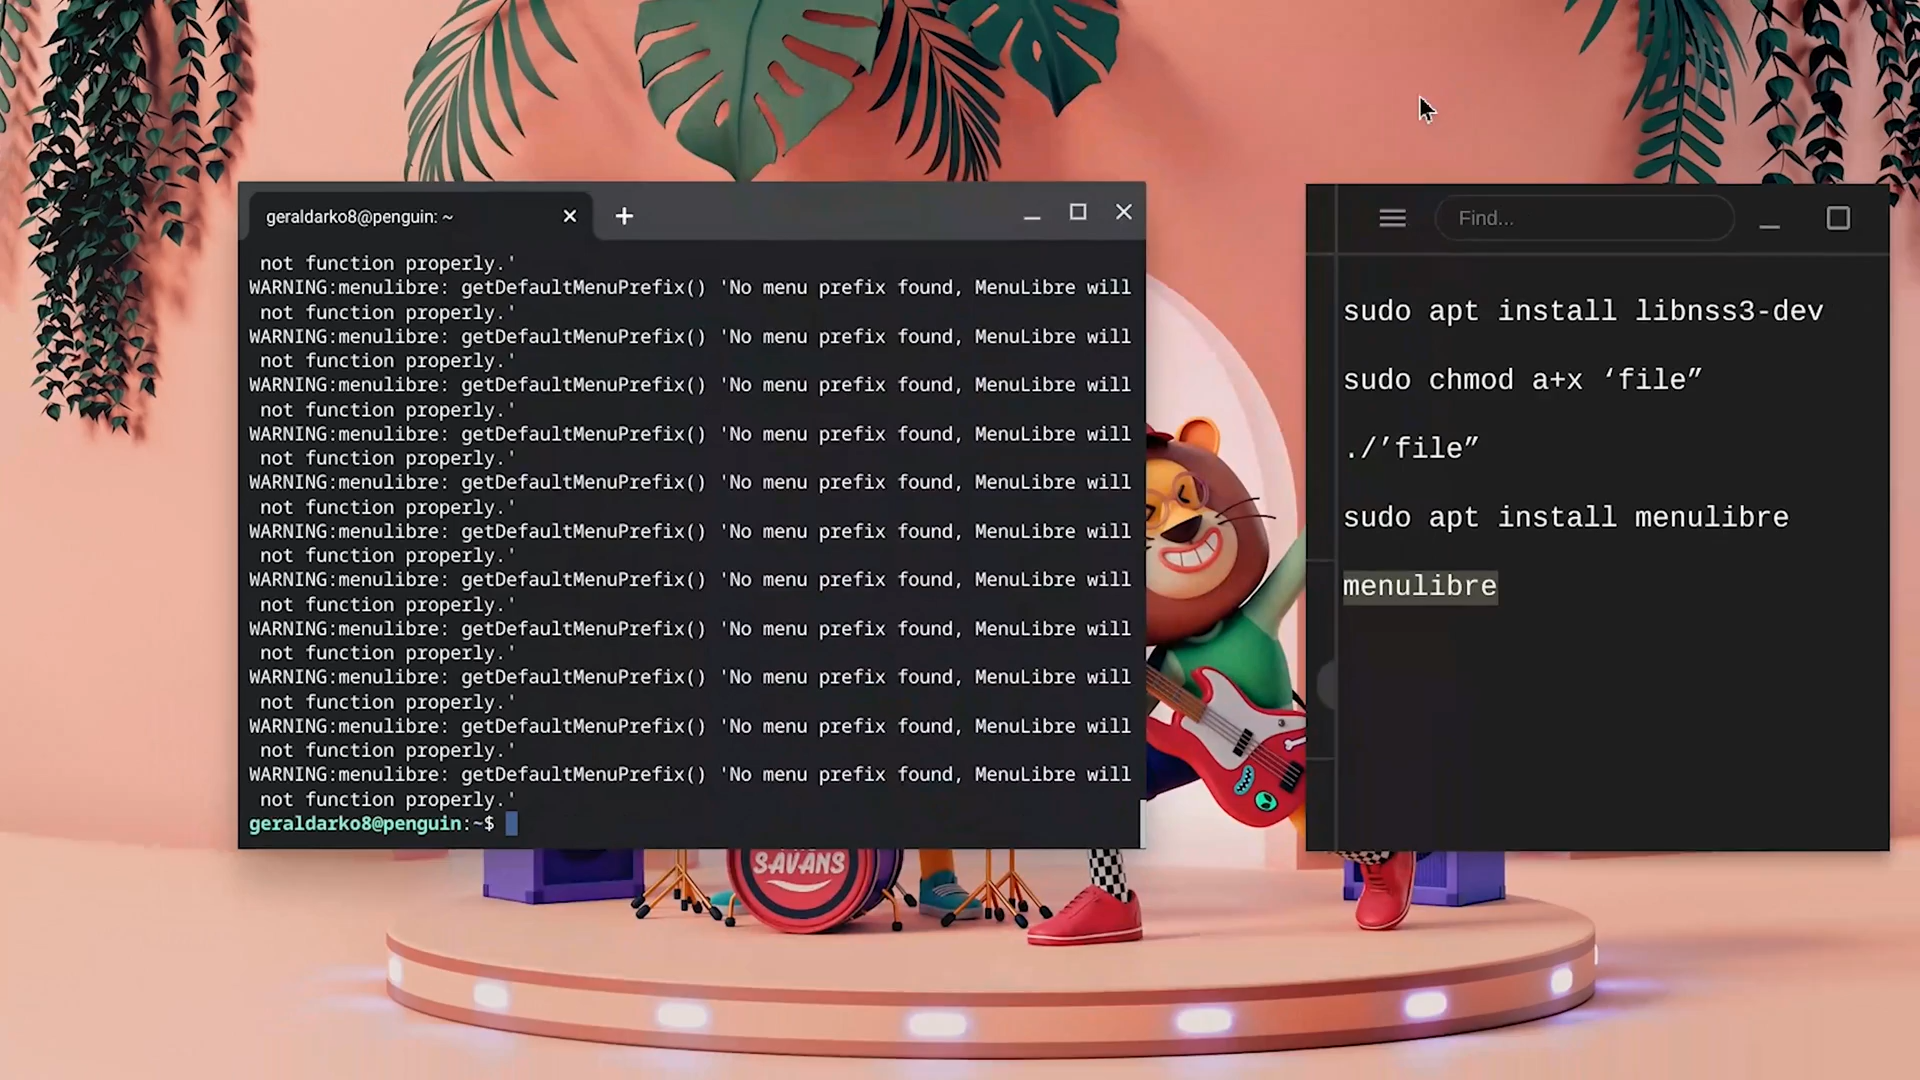 geraldarko8@penguin: ~
not function properly.'
WARNING:menulibre: getDefaultMenuPrefix() 'No menu prefix found, MenuLibre will
not function properly.'
WARNING:menulibre: getDefaultMenuPrefix() 'No menu prefix found, MenuLibre will
not function properly.'
WARNING:menulibre: getDefaultMenuPrefix() 'No menu prefix found, MenuLibre will
not function properly.'
WARNING:menulibre: getDefaultMenuPrefix() 'No menu prefix found, MenuLibre will
not function properly.'
WARNING:menulibre: getDefaultMenuPrefix() 'No menu prefix found, MenuLibre will
not function properly.'
WARNING:menulibre: getDefaultMenuPrefix() 'No menu prefix found, MenuLibre will
not function properly.'
WARNING:menulibre: getDefaultMenuPrefix() 'No menu prefix found, MenuLibre will
not function properly.'
WARNING:menulibre: getDefaultMenuPrefix() 'No menu prefix found, MenuLibre will
not function properly.'
WARNING:menulibre: getDefaultMenuPrefix() 'No menu prefix found, MenuLibre will
not function properly.'
WARNING:menulibre: getDefaultMenuPrefix() 'No menu prefix found, MenuLibre will
not function properly.'
WARNING:menulibre: getDefaultMenuPrefix() 'No menu prefix found, MenuLibre will
not function properly.'
geraldarko8@penguin:~$
Find...
sudo apt install libnss3-dev
sudo chmod a+x ‘file”
./’file”
sudo apt install menulibre
menulibre
SAVANS